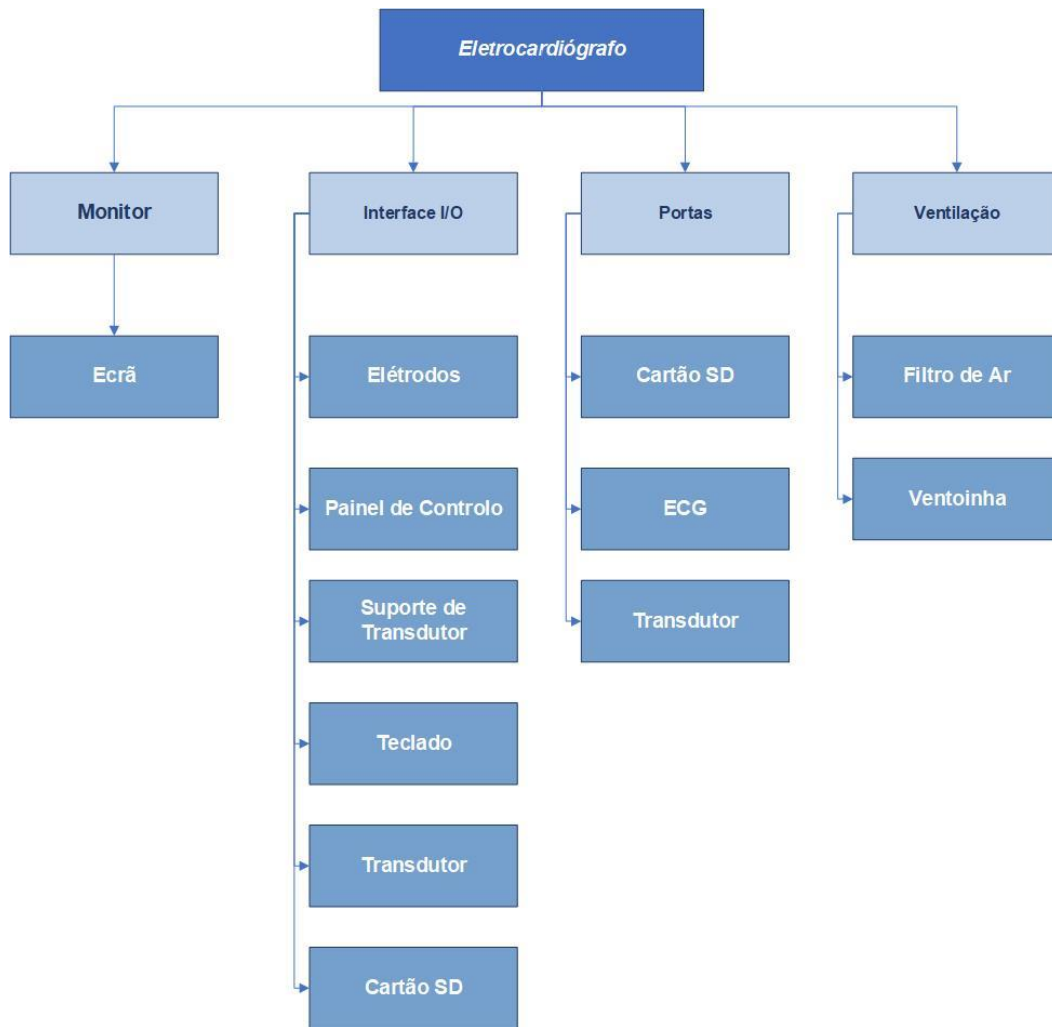 Eletrocardiógrafo
Monitor
Interface I/O
Portas
Ventilação
Ecrã
Elétrodos
Cartão SD
Filtro de Ar
Painel de Controlo
ECG
Ventoinha
Suporte de
Transdutor
Transdutor
Teclado
Transdutor
Cartão SD